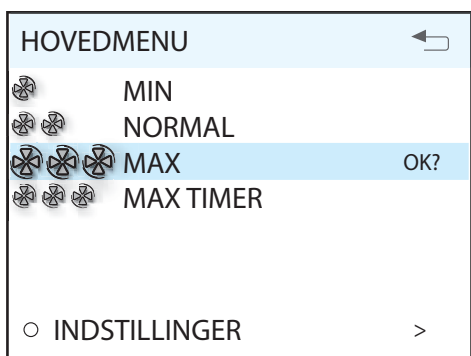 HOVEDMENU
MIN
NORMAL
MAX OK?
MAX TIMER
INDSTILLINGER >